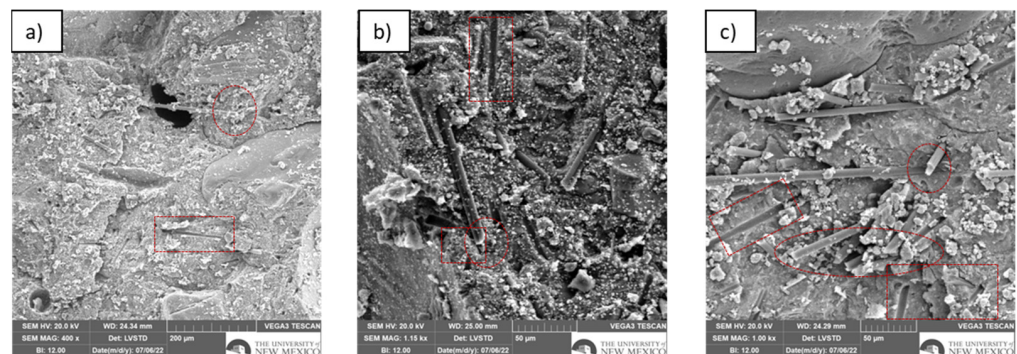 a)
b)
c)
SEM HV: 20.0 kV WD: 24.34 mm VEGA3 TESCAN
SEM MAG: 400 x Det: LVSTD 200 µm
BI: 12.00 Date(m/d/y): 07/06/22 THE UNIVERSITY of
NEW MEXICO
SEM HV: 20.0 kV WD: 25.00 mm VEGA3 TESCAN
SEM MAG: 1.15 kx Det: LVSTD 50 µm
BI: 12.00 Date(m/d/y): 07/06/22 THE UNIVERSITY of
NEW MEXICO
SEM HV: 20.0 kV WD: 24.29 mm VEGA3 TESCAN
SEM MAG: 1.00 kx Det: LVSTD 50 µm
BI: 12.00 Date(m/d/y): 07/06/22 THE UNIVERSITY of
NEW MEXICO